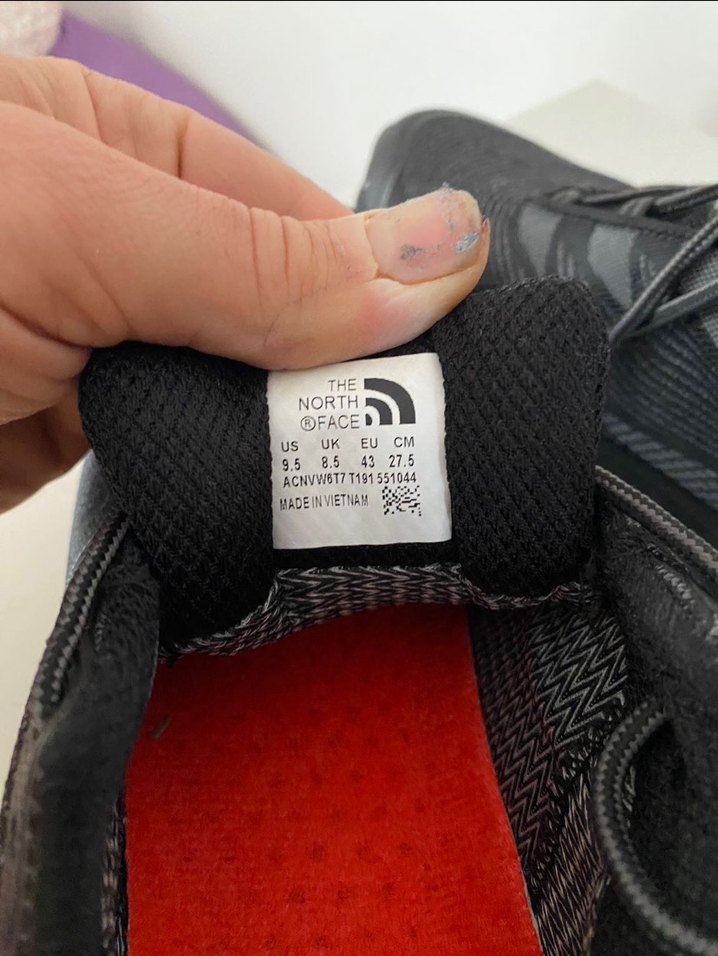 THE
NORTH
®FACE
US UK EU CM
9.5 8.5 43 27.5
ACNVW6T7 T191 551044
MADE IN VIETNAM